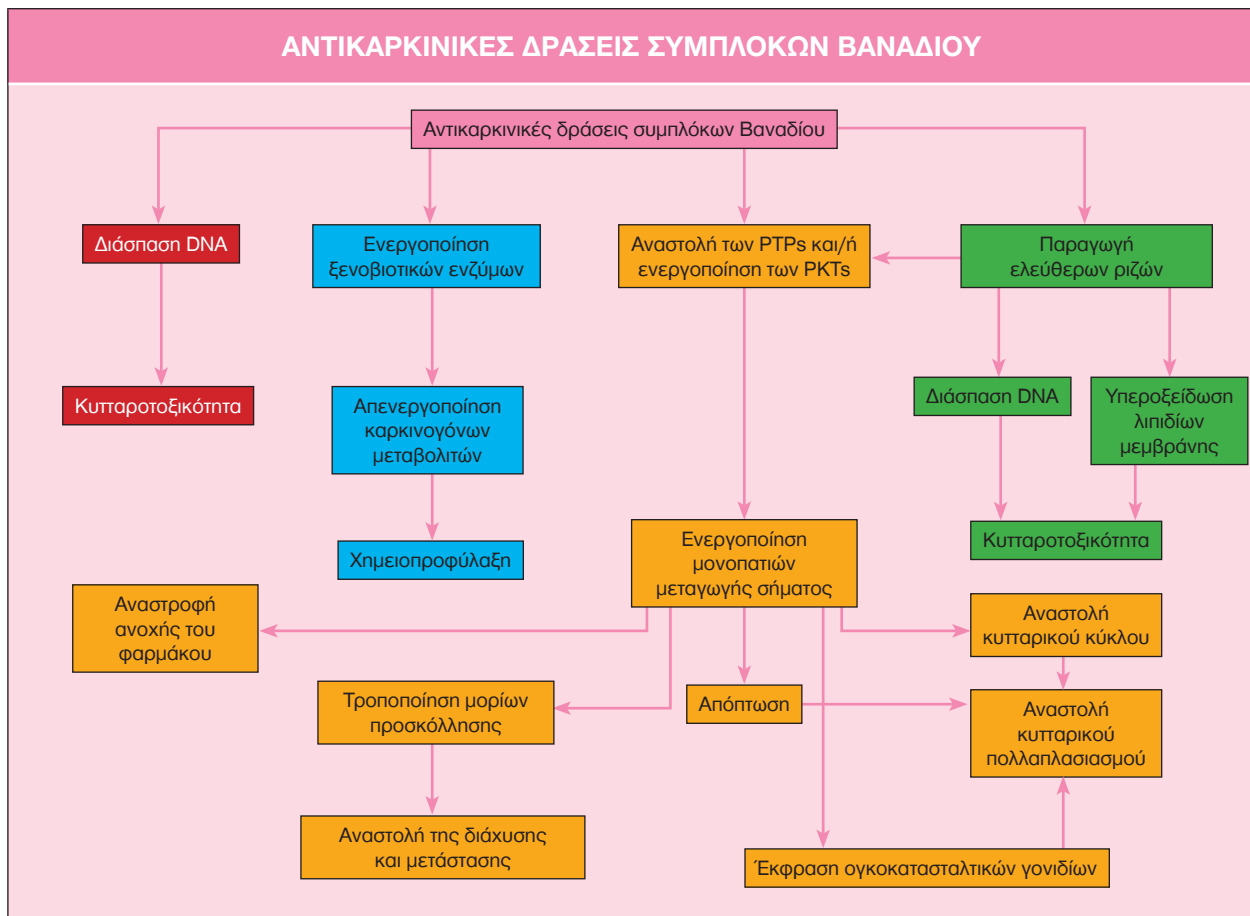 ΑΝΤΙΚΑΡΚΙΝΙΚΕΣ ΔΡΑΣΕΙΣ ΣΥΜΠΛΟΚΩΝ ΒΑΝΑΔΙΟΥ
Αντικαρκινικές δράσεις συμπλόκων Βαναδίου
Διάσπαση DNA
Ενεργοποίηση
ξενοβιοτικών ενζύμων
Αναστολή των PTPs και/ή
ενεργοποίηση των PKTs
Παραγωγή
ελεύθερων ριζών
Κυτταροτοξικότητα
Απενεργοποίηση
καρκινογόνων
μεταβολιτών
Διάσπαση DNA
Υπεροξείδωση
λιπιδίων
μεμβράνης
Χημειοπροφύλαξη
Ενεργοποίηση
μονοπατιών
μεταγωγής σήματος
Κυτταροτοξικότητα
Αναστροφή
ανοχής του
φαρμάκου
Αναστολή
κυτταρικού κύκλου
Τροποποίηση μορίων
προσκόλλησης
Απόπτωση
Αναστολή
κυτταρικού
πολλαπλασιασμού
Αναστολή της διάχυσης
και μετάστασης
Έκφραση ογκοκατασταλτικών γονιδίων